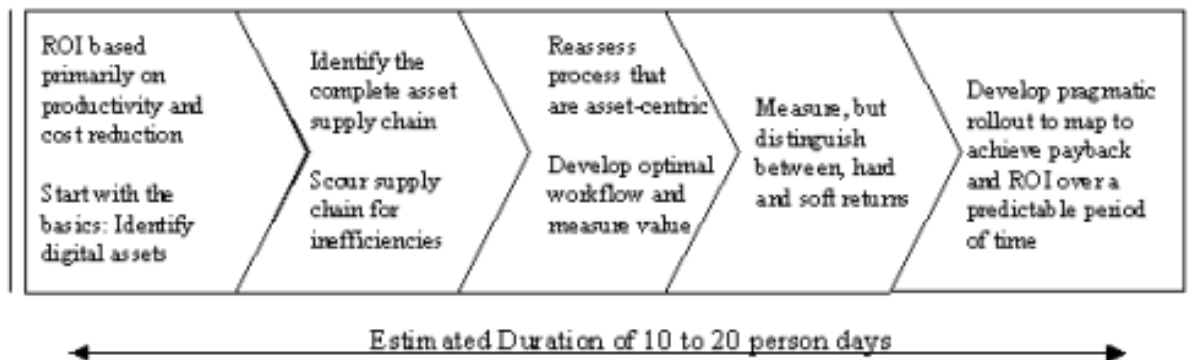 ROI based
primarily on
productivity and
cost reduction
Start with the
basics: Identify
digital assets
Identify the
complete asset
supply chain
Scour supply
chain for
inefficiencies
Reassess
process that
are asset-centric
Develop optimal
workflow and
measure value
Measure, but
distinguish
between, hard
and soft returns
Develop pragmatic
rollout to map to
achieve payback
and ROI over a
predictable period
of time
Estimated Duration of 10 to 20 person days